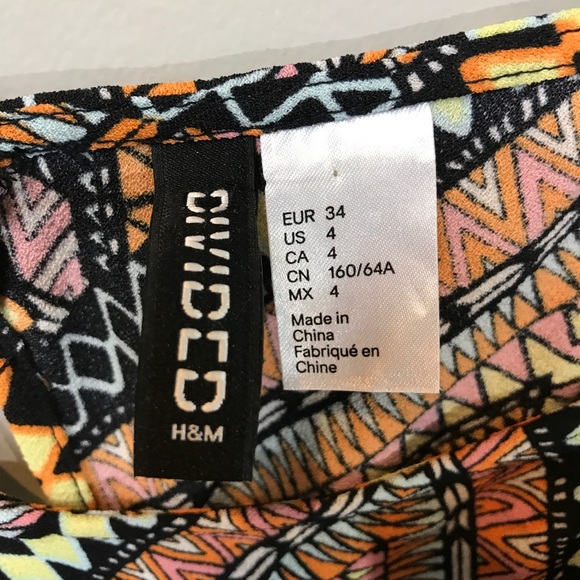 DIVIDED
H&M
EUR 34
US 4
CA 4
CN 160/64A
MX 4
Made in
China
Fabriqué en
Chine